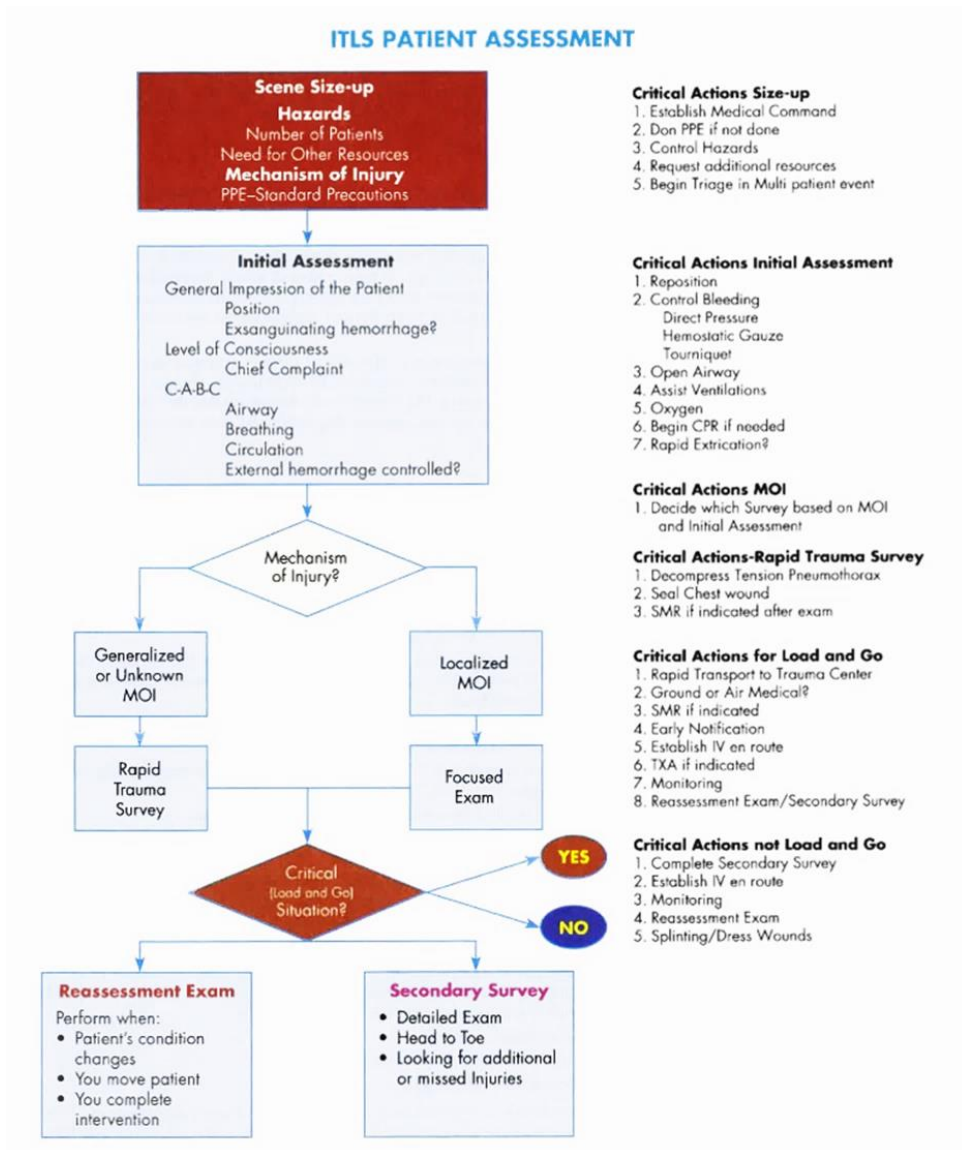 ITLS PATIENT ASSESSMENT
Scene Size-up
Hazards
Number of Patients
Need for Other Resources
Mechanism of Injury
PPE–Standard Precautions
Critical Actions Size-up
1. Establish Medical Command
2. Don PPE if not done
3. Control Hazards
4. Request additional resources
5. Begin Triage in Multi patient event
Initial Assessment
General Impression of the Patient
Position
Exsanguinating hemorrhage?
Level of Consciousness
Chief Complaint
C-A-B-C
Airway
Breathing
Circulation
External hemorrhage controlled?
Critical Actions Initial Assessment
1. Reposition
2. Control Bleeding
Direct Pressure
Hemostatic Gauze
Tourniquet
3. Open Airway
4. Assist Ventilations
5. Oxygen
6. Begin CPR if needed
7. Rapid Extrication?
Mechanism
of Injury?
Critical Actions MOI
1. Decide which Survey based on MOI
and Initial Assessment
Generalized
or Unknown
MOI
Localized
MOI
Critical Actions-Rapid Trauma Survey
1. Decompress Tension Pneumothorax
2. Seal Chest wound
3. SMR if indicated after exam
Rapid
Trauma
Survey
Focused
Exam
Critical Actions for Load and Go
1. Rapid Transport to Trauma Center
2. Ground or Air Medical?
3. SMR if indicated
4. Early Notification
5. Establish IV en route
6. TXA if indicated
7. Monitoring
8. Reassessment Exam/Secondary Survey
Critical
(Load and Go)
Situation?
YES
NO
Critical Actions not Load and Go
1. Complete Secondary Survey
2. Establish IV en route
3. Monitoring
4. Reassessment Exam
5. Splinting/Dress Wounds
Reassessment Exam
Perform when:
• Patient's condition
changes
• You move patient
• You complete
intervention
Secondary Survey
• Detailed Exam
• Head to Toe
• Looking for additional
or missed Injuries